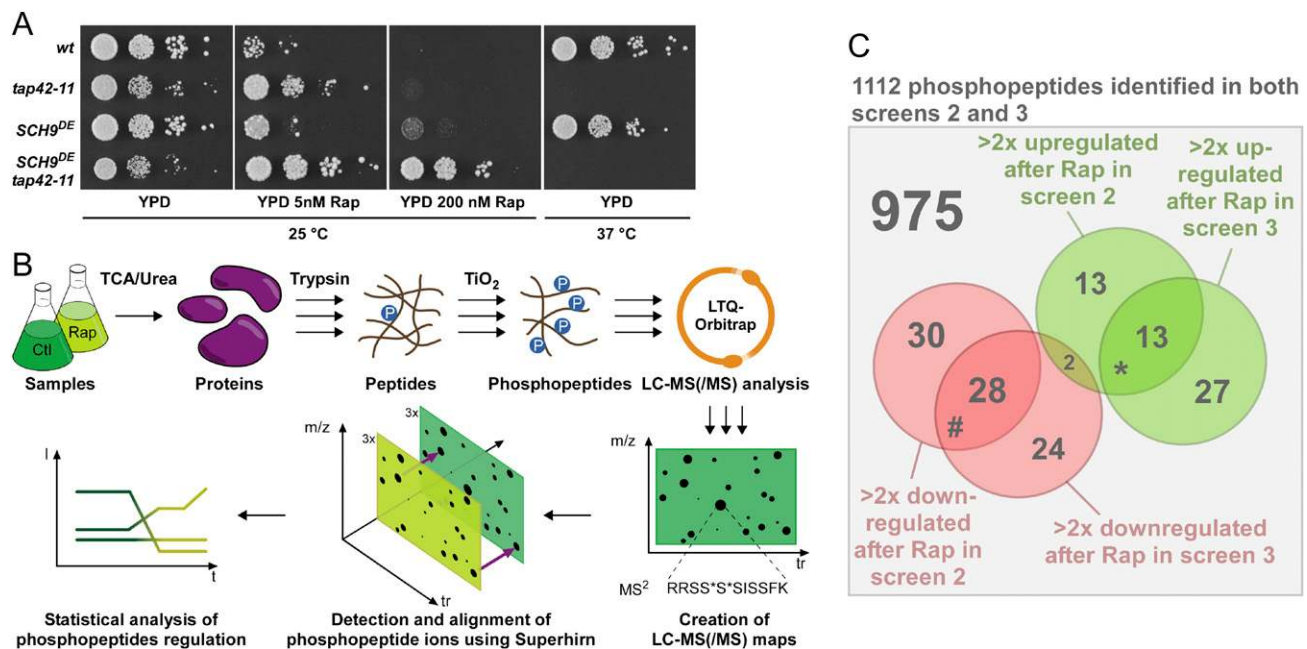 A
wt
tap42-11
SCH9DE
SCH9DE
tap42-11
YPD
YPD 5nM Rap
YPD 200 nM Rap
YPD
25 °C
37 °C
B
TCA/Urea
Trypsin
TiO2
Ctl
Rap
P
P
P
P
P
LTQ-
Orbitrap
Samples
Proteins
Peptides
Phosphopeptides
LC-MS(/MS) analysis
I
t
m/z
3x
3x
tr
m/z
tr
MS2
RRSS*S*SISSFK
Statistical analysis of
phosphopeptides regulation
Detection and alignment of
phosphopeptide ions using Superhirn
Creation of
LC-MS(/MS) maps
C
1112 phosphopeptides identified in both
screens 2 and 3
975
>2x upregulated
after Rap in
screen 2
>2x up-
regulated
after Rap in
screen 3
13
13
*
27
2
30
28
#
24
>2x down-
regulated
after Rap in
screen 2
>2x downregulated
after Rap in screen 3